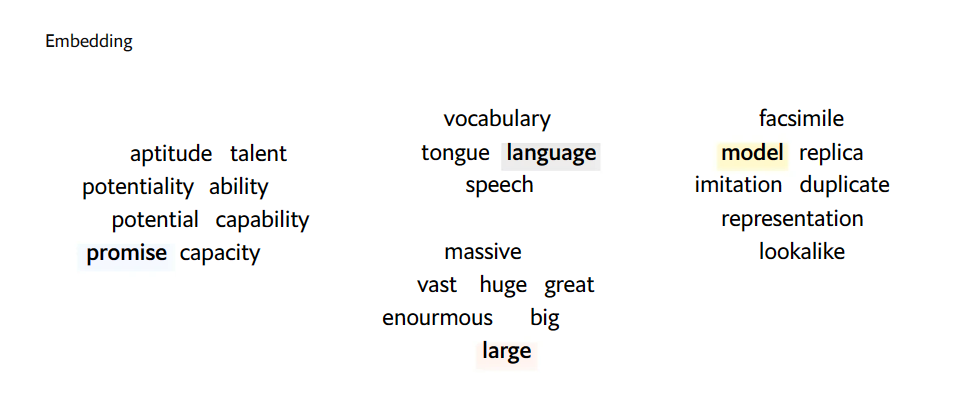 Embedding
aptitude talent
potentiality ability
potential capability
promise capacity
vocabulary
tongue language
speech
massive
vast huge great
enourmous big
large
facsimile
model replica
imitation duplicate
representation
lookalike